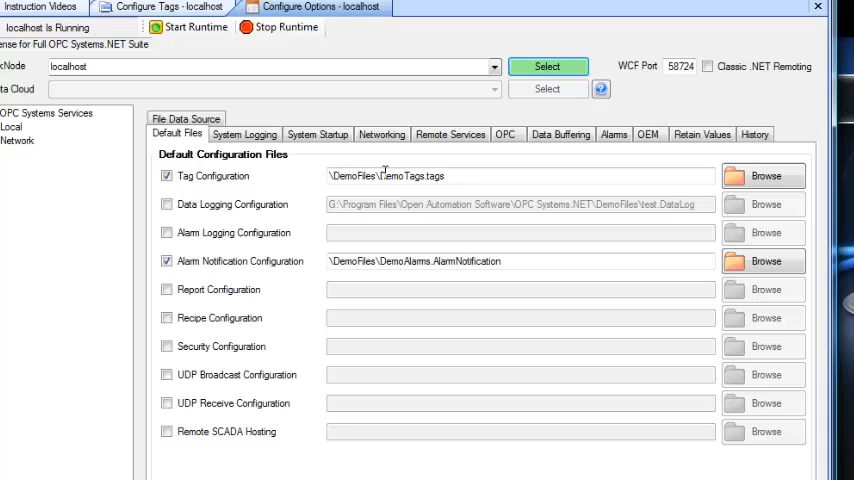 Instruction Videos
Configure Tags - localhost
Configure Options - localhost
X
localhost Is Running
Start Runtime
Stop Runtime
ense for Full OPC Systems.NET Suite
kNode
localhost
Select
WCF Port
58724
Classic .NET Remoting
ta Cloud
Select
?
OPC Systems Services
Local
Network
File Data Source
Default Files
System Logging
System Startup
Networking
Remote Services
OPC
Data Buffering
Alarms
OEM
Retain Values
History
Default Configuration Files
Tag Configuration
\DemoFiles\DemoTags.tags
Browse
Data Logging Configuration
G:\Program Files\Open Automation Software\OPC Systems.NET\DemoFiles\test.DataLog
Browse
Alarm Logging Configuration
Browse
Alarm Notification Configuration
\DemoFiles\DemoAlarms.AlarmNotification
Browse
Report Configuration
Browse
Recipe Configuration
Browse
Security Configuration
Browse
UDP Broadcast Configuration
Browse
UDP Receive Configuration
Browse
Remote SCADA Hosting
Browse